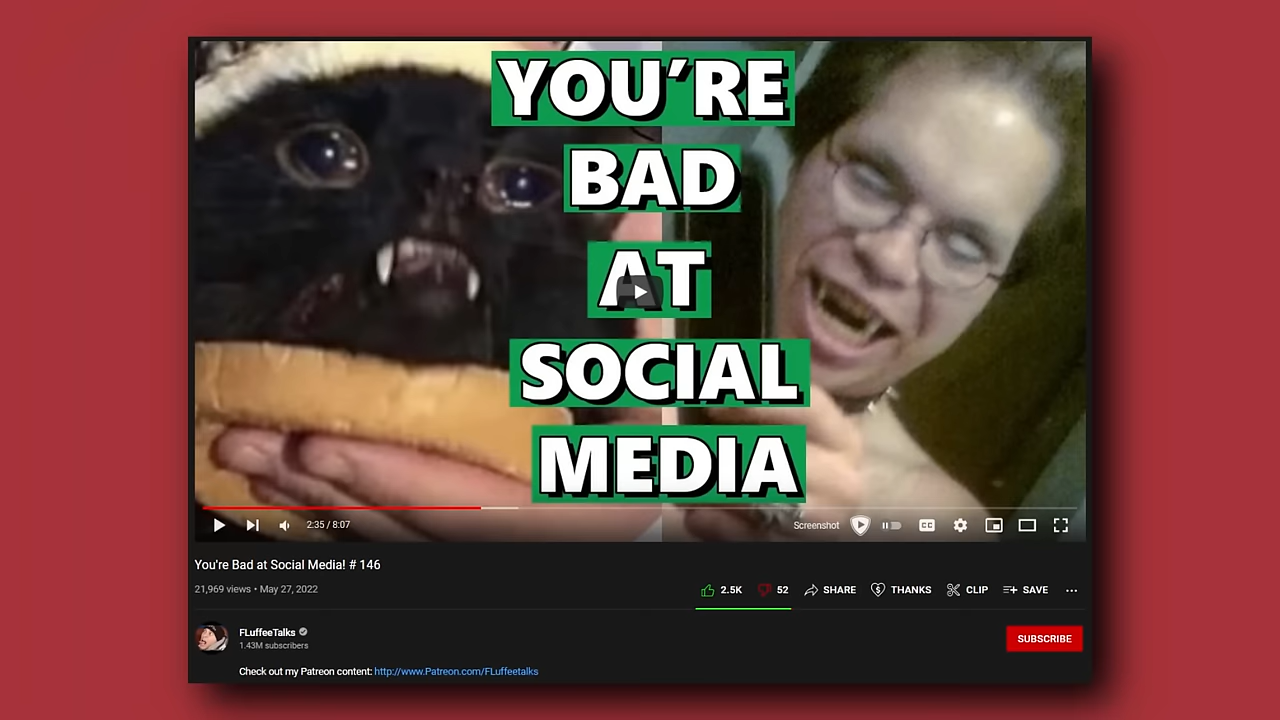 YOU'RE
BAD
AT
SOCIAL
MEDIA
2:35 / 8:07
Screenshot
CC
You're Bad at Social Media! # 146
21,969 views • May 27, 2022
2.5K
52
SHARE
THANKS
CLIP
SAVE
FLuffeeTalks
1.43M subscribers
SUBSCRIBE
Check out my Patreon content: http://www.Patreon.com/FLuffeetalks